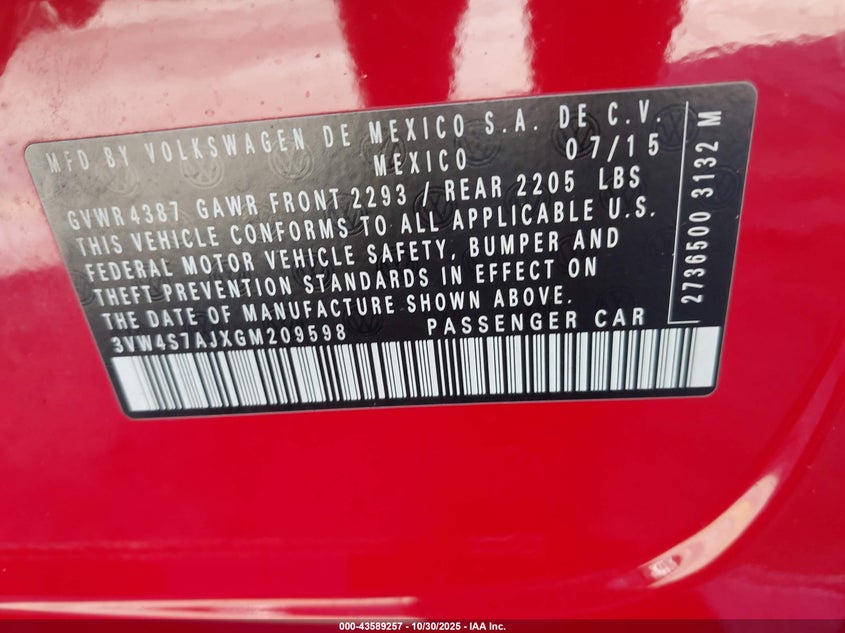 MFD BY VOLKSWAGEN DE MEXICO S.A. DE C.V.
MEXICO 07/15
GVWR4387 GAWR FRONT 2293 / REAR 2205 LBS
THIS VEHICLE CONFORMS TO ALL APPLICABLE U.S.
FEDERAL MOTOR VEHICLE SAFETY, BUMPER AND
THEFT PREVENTION STANDARDS IN EFFECT ON
THE DATE OF MANUFACTURE SHOWN ABOVE.
3VW4S7AJXGM209598 PASSENGER CAR
2736500 3132 M
000-43589257 - 10/30/2025 - IAA Inc.